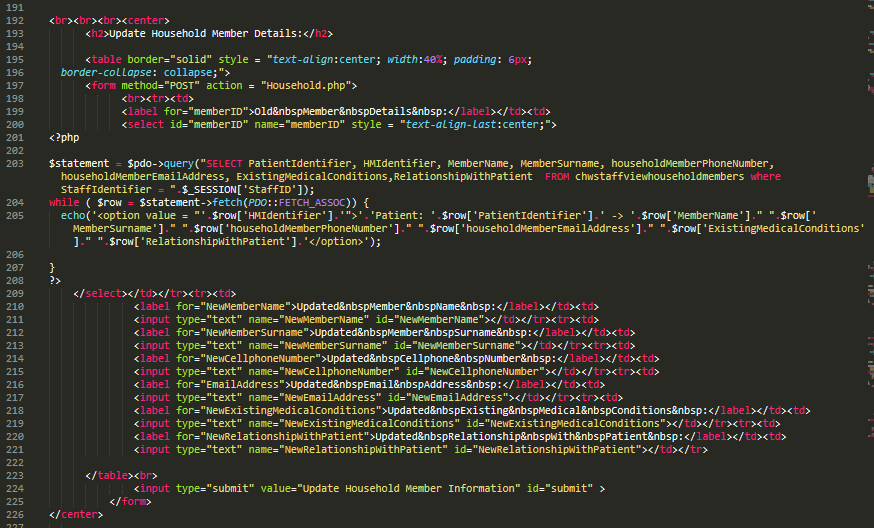 191
192 <br><br><br><center>
193 <h2>Update Household Member Details:</h2>
194
195 <table border="solid" style = "text-align:center; width:40%; padding: 6px;
196 border-collapse: collapse;">
197 <form method="POST" action = "Household.php">
198 <br><tr><td>
199 <label for="memberID">Old&nbspMember&nbspDetails&nbsp:</label></td><td>
200 <select id="memberID" name="memberID" style = "text-align-last:center;">
201 <?php
202
203 $statement = $pdo->query("SELECT PatientIdentifier, HMIdentifier, MemberName, MemberSurname, householdMemberPhoneNumber,
householdMemberEmailAddress, ExistingMedicalConditions,RelationshipWithPatient  FROM chwstaffviewhouseholdmembers where
StaffIdentifier = ".$_SESSION['StaffID']);
204 while ( $row = $statement->fetch(PDO::FETCH_ASSOC)) {
205 echo('<option value = "'.$row['HMIdentifier'].'">'.'Patient: '.$row['PatientIdentifier'].' -> '.$row['MemberName']." ".$row['
MemberSurname']." ".$row['householdMemberPhoneNumber']." ".$row['householdMemberEmailAddress']." ".$row['ExistingMedicalConditions'
]." ".$row['RelationshipWithPatient'].'</option>');
206
207 }
208 ?>
209 </select></td></tr><tr><td>
210 <label for="NewMemberName">Updated&nbspMember&nbspName&nbsp:</label></td><td>
211 <input type="text" name="NewMemberName" id="NewMemberName"></td></tr><tr><td>
212 <label for="NewMemberSurname">Updated&nbspMember&nbspSurname&nbsp:</label></td><td>
213 <input type="text" name="NewMemberSurname" id="NewMemberSurname"></td></tr><tr><td>
214 <label for="NewCellphoneNumber">Updated&nbspCellphone&nbspNumber&nbsp:</label></td><td>
215 <input type="text" name="NewCellphoneNumber" id="NewCellphoneNumber"></td></tr><tr><td>
216 <label for="EmailAddress">Updated&nbspEmail&nbspAddress&nbsp:</label></td><td>
217 <input type="text" name="NewEmailAddress" id="NewEmailAddress"></td></tr><tr><td>
218 <label for="NewExistingMedicalConditions">Updated&nbspExisting&nbspMedical&nbspConditions&nbsp:</label></td><td>
219 <input type="text" name="NewExistingMedicalConditions" id="NewExistingMedicalConditions"></td></tr><tr><td>
220 <label for="NewRelationshipWithPatient">Updated&nbspRelationship&nbspWith&nbspPatient&nbsp:</label></td><td>
221 <input type="text" name="NewRelationshipWithPatient" id="NewRelationshipWithPatient"></td></tr>
222
223 </table><br>
224 <input type="submit" value="Update Household Member Information" id="submit" >
225 </form>
226 </center>
227